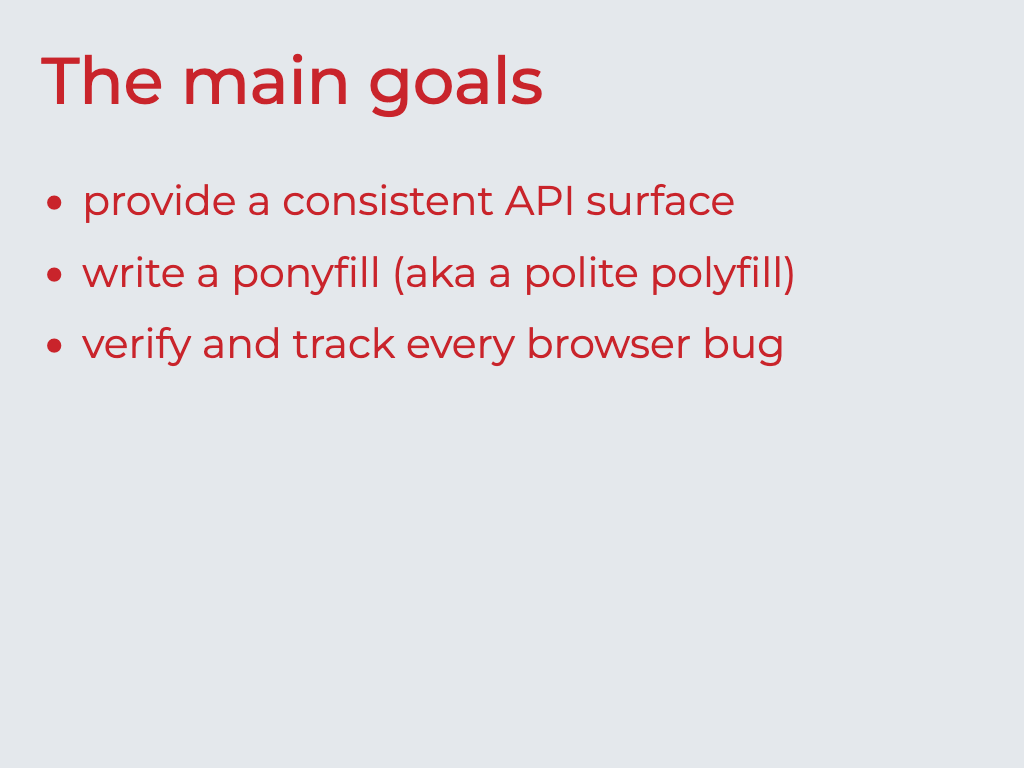 The main goals
• provide a consistent API surface
• write a ponyfill (aka a polite polyfill)
• verify and track every browser bug